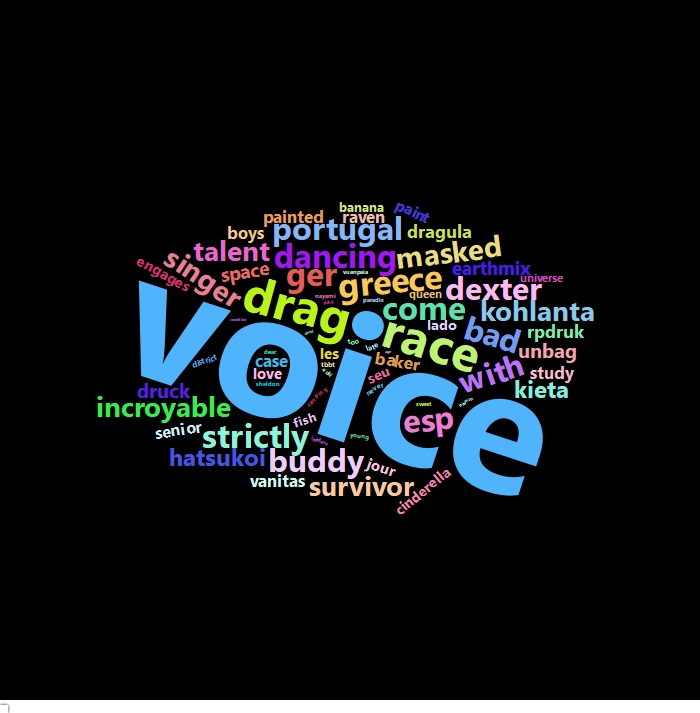 banana
paint
painted
raven
boys
portugal
dragula
talent
dancing
masked
engages
singer
space
ger
vuanpaia
greece
earthmix
universe
queen
dexter
drag
nayami
paradis
come
kohlanta
voice
race
lado
bad
rpdruk
district
dear
case
love
sheldon
les
tbbt
too
late
baker
seu
never
with
unbag
study
kieta
druck
incroyable
senior
strictly
fish
young
sweet
esp
hatsukoi
buddy
jour
vanitas
survivor
cinderella